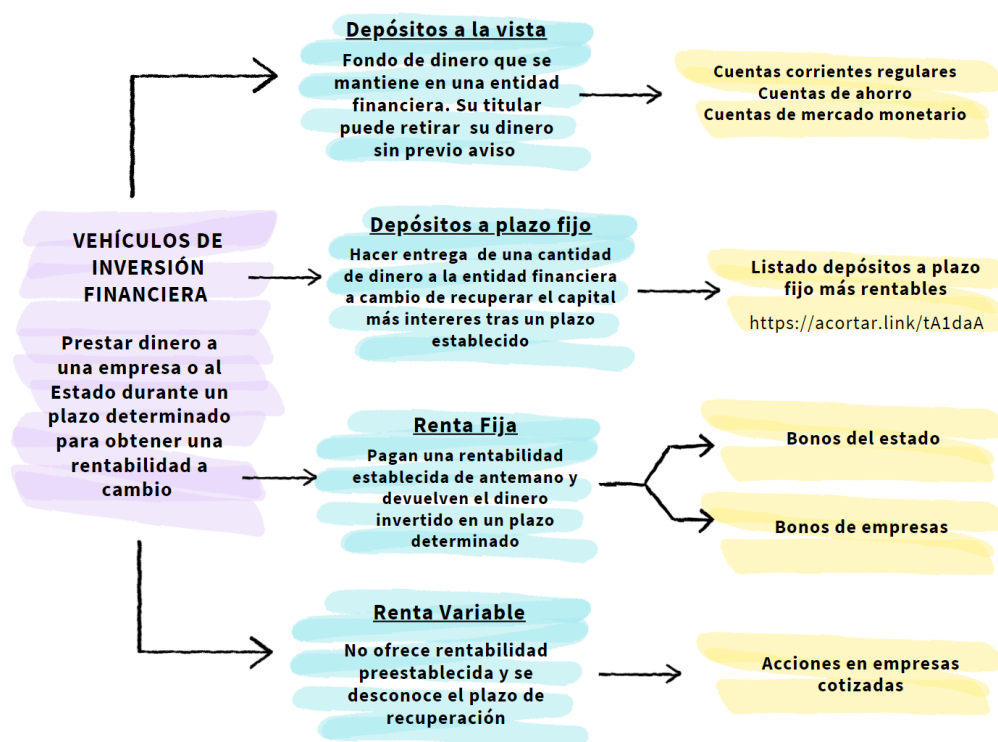 Depósitos a la vista
Fondo de dinero que se
mantiene en una entidad
financiera. Su titular
puede retirar su dinero
sin previo aviso
Cuentas corrientes regulares
Cuentas de ahorro
Cuentas de mercado monetario
VEHÍCULOS DE
INVERSIÓN
FINANCIERA
Prestar dinero a
una empresa o al
Estado durante un
plazo determinado
para obtener una
rentabilidad a
cambio
Depósitos a plazo fijo
Hacer entrega de una cantidad
de dinero a la entidad financiera
a cambio de recuperar el capital
más intereres tras un plazo
establecido
Listado depósitos a plazo
fijo más rentables
https://acortar.link/tA1daA
Renta Fija
Pagan una rentabilidad
establecida de antemano y
devuelven el dinero
invertido en un plazo
determinado
Bonos del estado
Bonos de empresas
Renta Variable
No ofrece rentabilidad
preestablecida y se
desconoce el plazo de
recuperación
Acciones en empresas
cotizadas